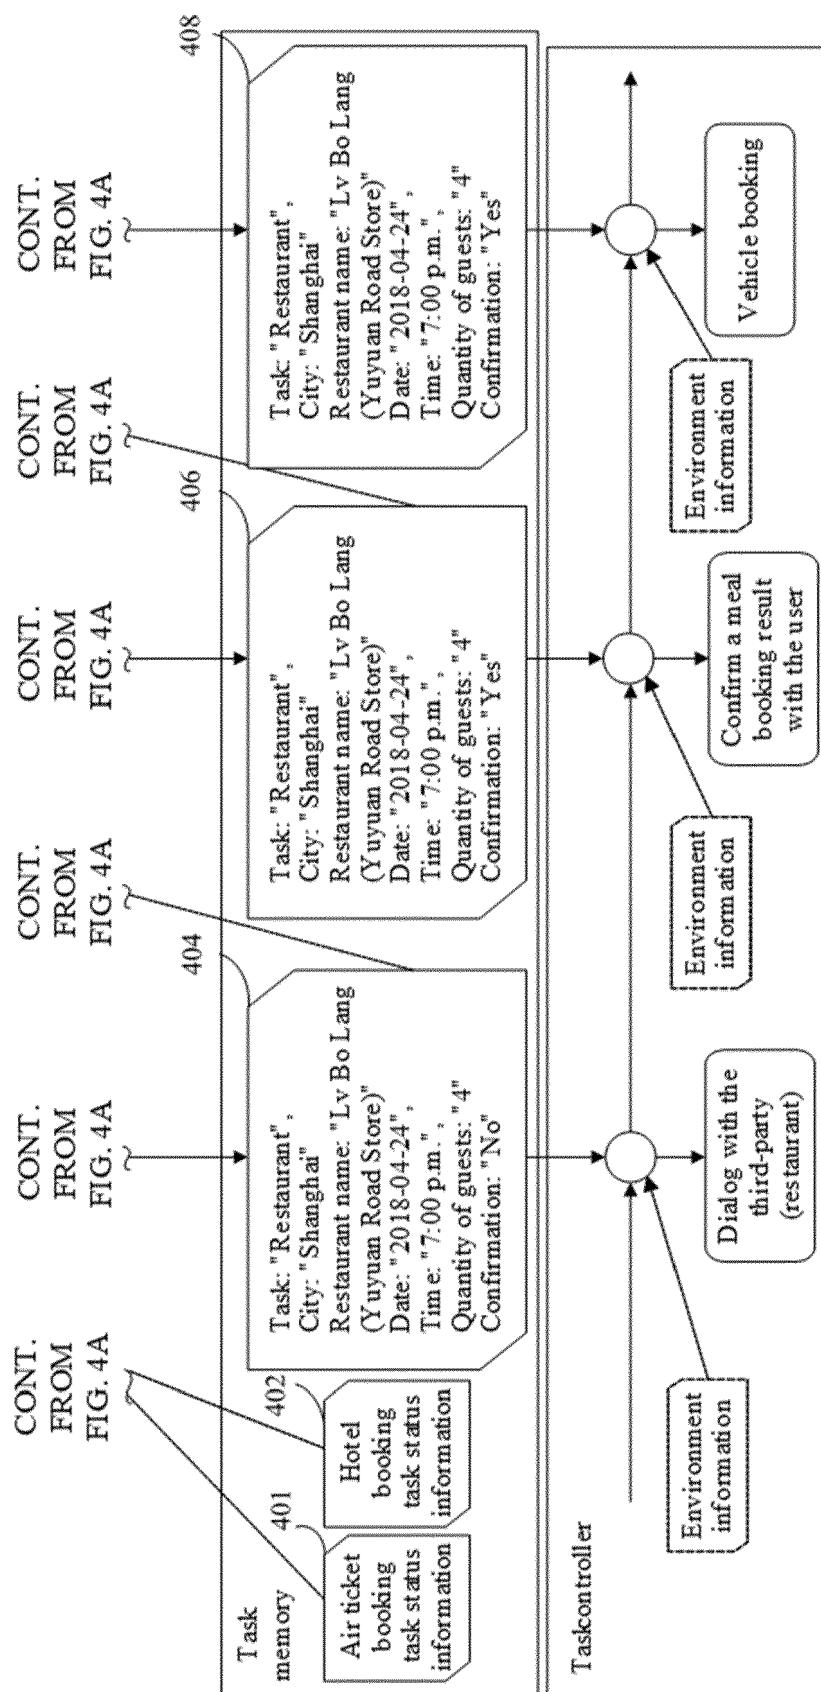 CONT.
FROM
FIG. 4A
CONT.
FROM
FIG. 4A
CONT.
FROM
FIG. 4A
CONT.
FROM
FIG. 4A
CONT.
FROM
FIG. 4A
CONT.
FROM
FIG. 4A
Task
memory
401
Air ticket
booking
task status
information
402
Hotel
booking
task status
information
404
Task: "Restaurant",
City: "Shanghai"
Restaurant name: "Lv Bo Lang
(Yuyuan Road Store)"
Date: "2018-04-24",
Time: "7:00 p.m.",
Quantity of guests: "4"
Confirmation: "No"
406
Task: "Restaurant",
City: "Shanghai"
Restaurant name: "Lv Bo Lang
(Yuyuan Road Store)"
Date: "2018-04-24",
Time: "7:00 p.m.",
Quantity of guests: "4"
Confirmation: "Yes"
408
Task: "Restaurant",
City: "Shanghai"
Restaurant name: "Lv Bo Lang
(Yuyuan Road Store)"
Date: "2018-04-24",
Time: "7:00 p.m.",
Quantity of guests: "4"
Confirmation: "Yes"
Taskcontroller
Environment
information
Dialog with the
third-party
(restaurant)
Environment
information
Confirm a meal
booking result
with the user
Environment
information
Vehicle booking